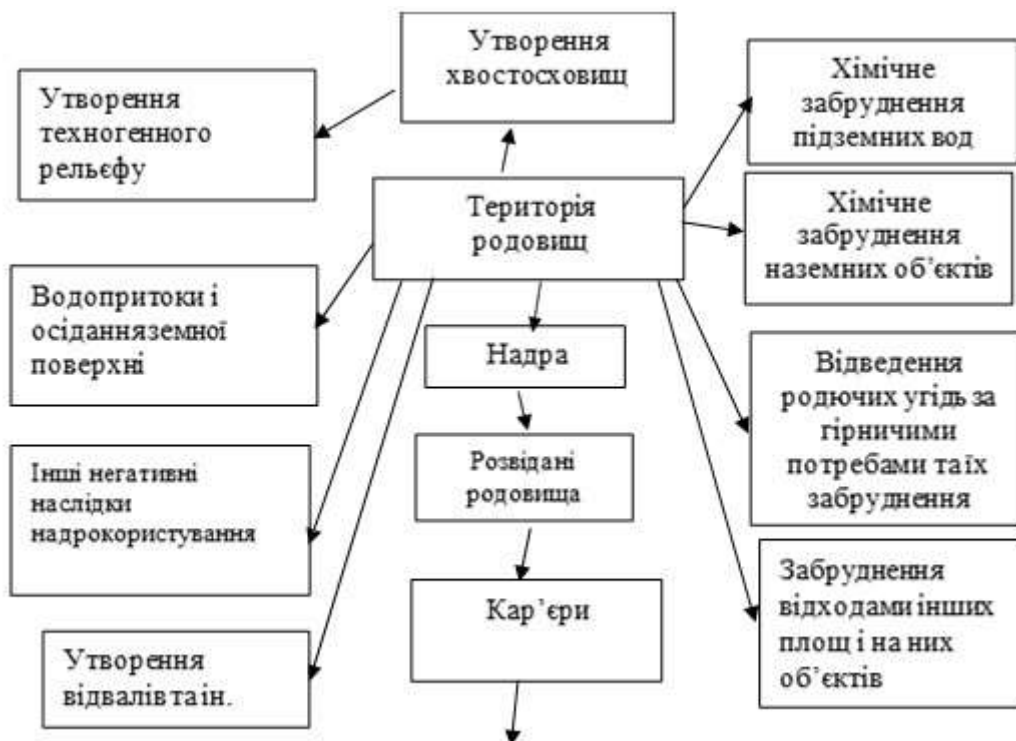 Утворення
хвостосховищ
Утворення
техногенного
рельєфу
Хімічне
забруднення
підземних вод
Територія
родовищ
Хімічне
забруднення
наземних об’єктів
Водопритоки і
осіданняземної
поверхні
Надра
Відведення
родючих угідь за
гірничими
потребами таїх
забруднення
Інші негативні
наслідки
надрокористування
Розвідані
родовища
Забруднення
відходами інших
площ і на них
об’єктів
Кар’єри
Утворення
відвалів та ін.